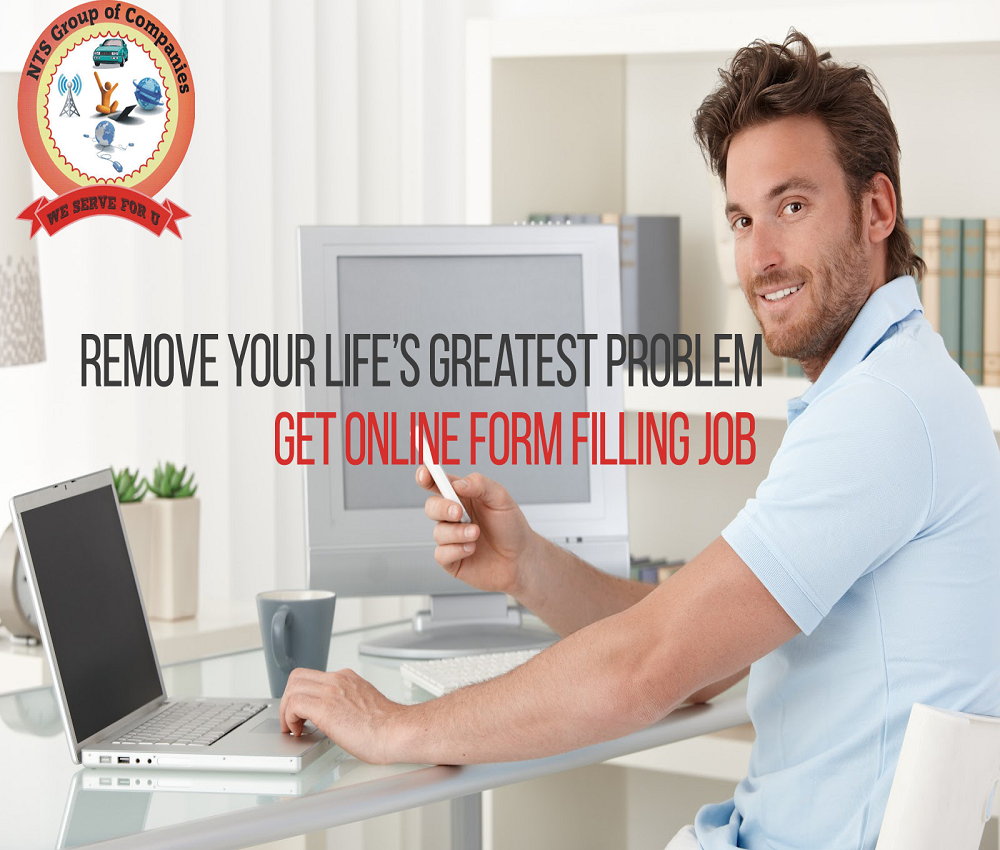 NTS Group of Companies
WE SERVE FOR U
REMOVE YOUR LIFE'S GREATEST PROBLEM
GET ONLINE FORM FILLING JOB